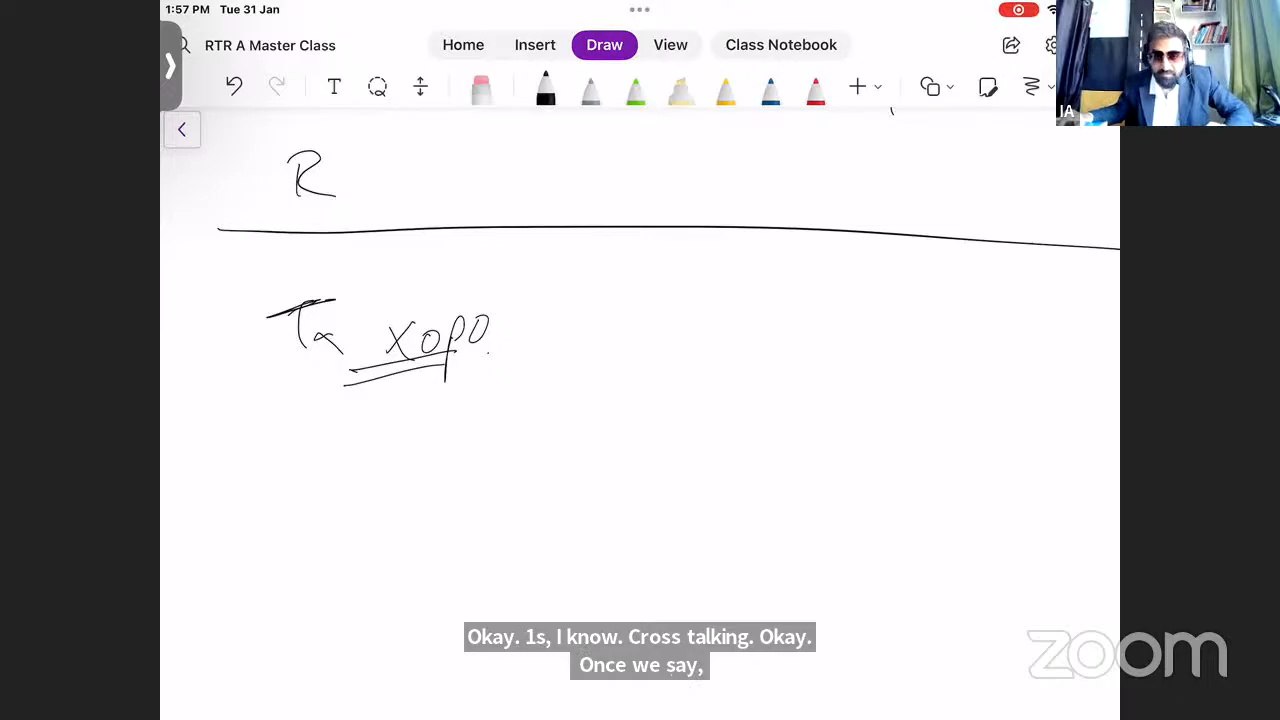 1:57 PM Tue 31 Jan
RTR A Master Class
Home Insert Draw View Class Notebook
T
IA
R
Tx XOPO
Okay. 1s, I know. Cross talking. Okay.
Once we say,
zoom